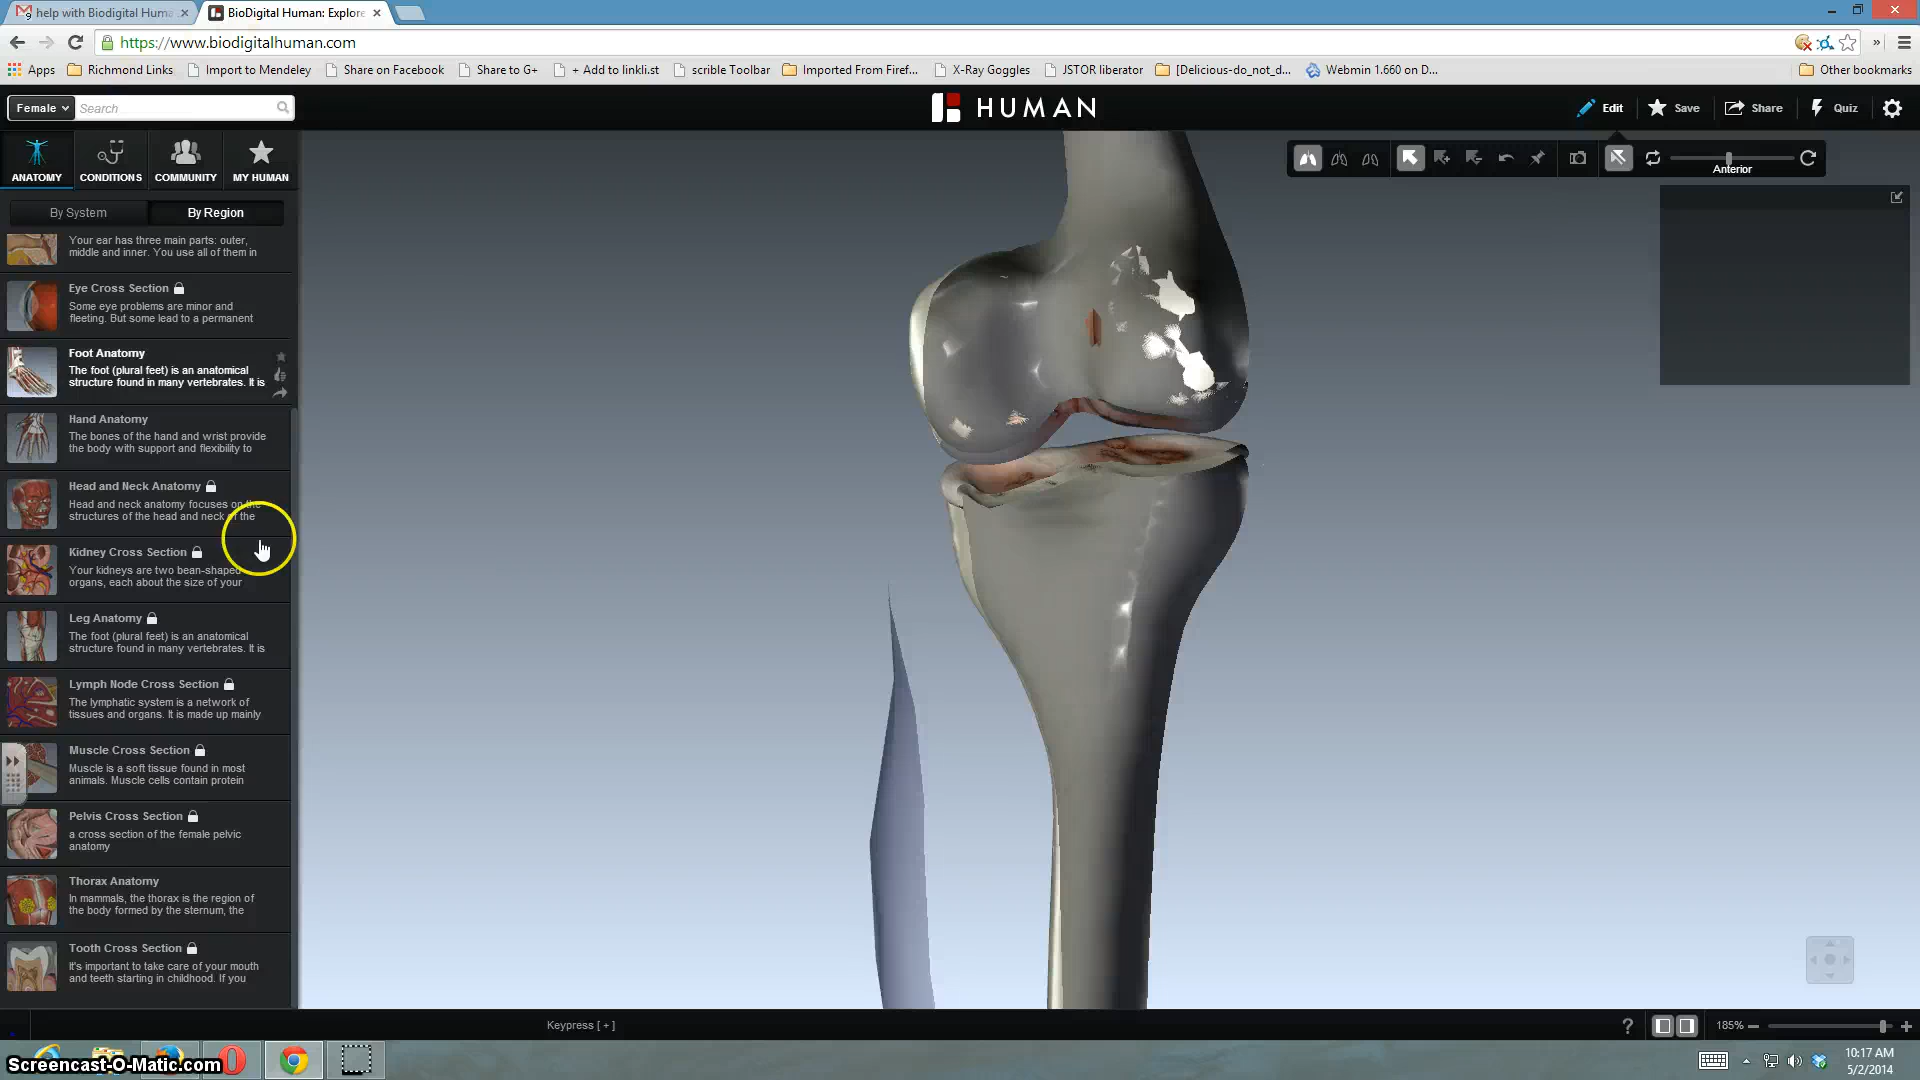 help with Biodigital Huma
BioDigital Human: Explore
https://www.biodigitalhuman.com
Apps
Richmond Links
Import to Mendeley
Share on Facebook
Share to G+
+ Add to linkli.st
scrible Toolbar
Imported From Firef...
X-Ray Goggles
JSTOR liberator
[Delicious-do_not_d...
Webmin 1.660 on D...
Other bookmarks
Female
Search
HUMAN
Edit
Save
Share
Quiz
ANATOMY
CONDITIONS
COMMUNITY
MY HUMAN
Anterior
By System
By Region
Your ear has three main parts: outer,
middle and inner. You use all of them in
Eye Cross Section
Some eye problems are minor and
fleeting. But some lead to a permanent
Foot Anatomy
The foot (plural feet) is an anatomical
structure found in many vertebrates. It is
Hand Anatomy
The bones of the hand and wrist provide
the body with support and flexibility to
Head and Neck Anatomy
Head and neck anatomy focuses on the
structures of the head and neck of the
Kidney Cross Section
Your kidneys are two bean-shaped
organs, each about the size of your
Leg Anatomy
The foot (plural feet) is an anatomical
structure found in many vertebrates. It is
Lymph Node Cross Section
The lymphatic system is a network of
tissues and organs. It is made up mainly
Muscle Cross Section
Muscle is a soft tissue found in most
animals. Muscle cells contain protein
Pelvis Cross Section
a cross section of the female pelvic
anatomy
Thorax Anatomy
In mammals, the thorax is the region of
the body formed by the sternum, the
Tooth Cross Section
It's important to take care of your mouth
and teeth starting in childhood. If you
Keypress [ + ]
?
185%
Screencast-O-Matic.com
10:17 AM
5/2/2014